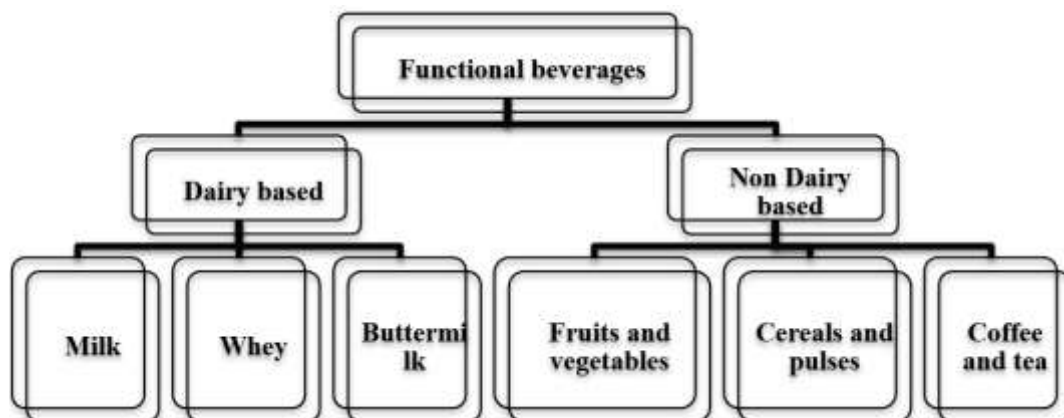 Functional beverages
Dairy based
Non Dairy
based
Milk
Whey
Buttermi
lk
Fruits and
vegetables
Cereals and
pulses
Coffee
and tea